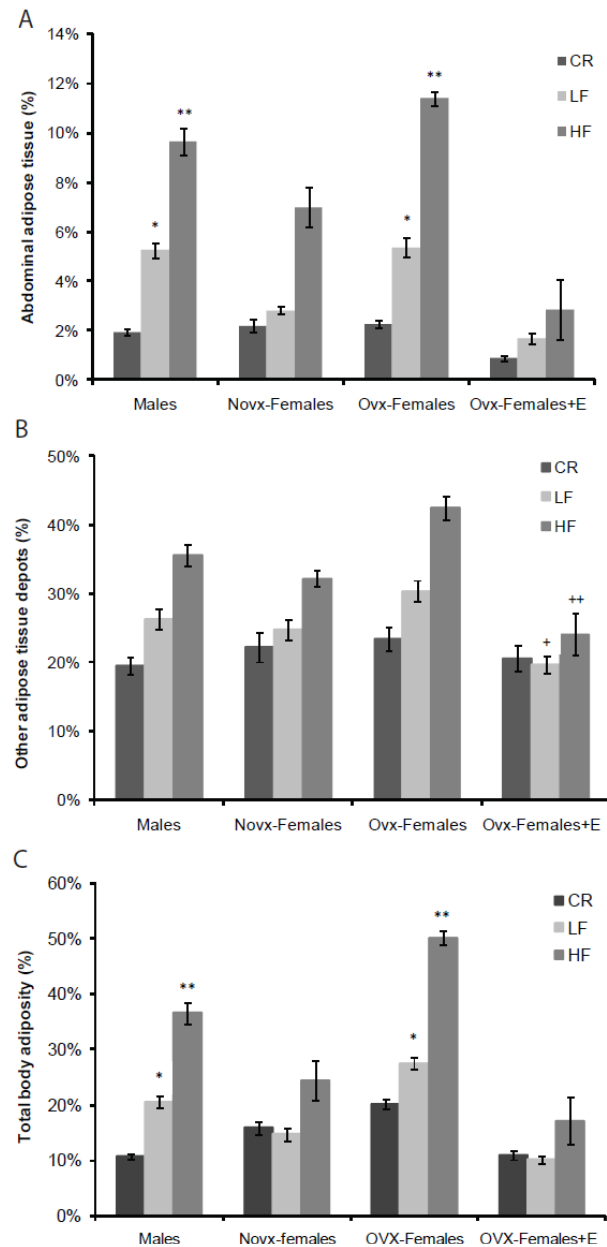 A
Abdominal adipose tissue (%)
14%
12%
10%
8%
6%
4%
2%
0%
**
*
**
*
CR
LF
HF
Males Novx-Females Ovx-Females Ovx-Females+E
B
Other adipose tissue depots (%)
50%
40%
30%
20%
10%
0%
+
++
CR
LF
HF
Males Novx-Females Ovx-Females Ovx-Females+E
C
Total body adiposity (%)
60%
50%
40%
30%
20%
10%
0%
**
*
**
*
CR
LF
HF
Males Novx-females OVX-Females OVX-Females+E